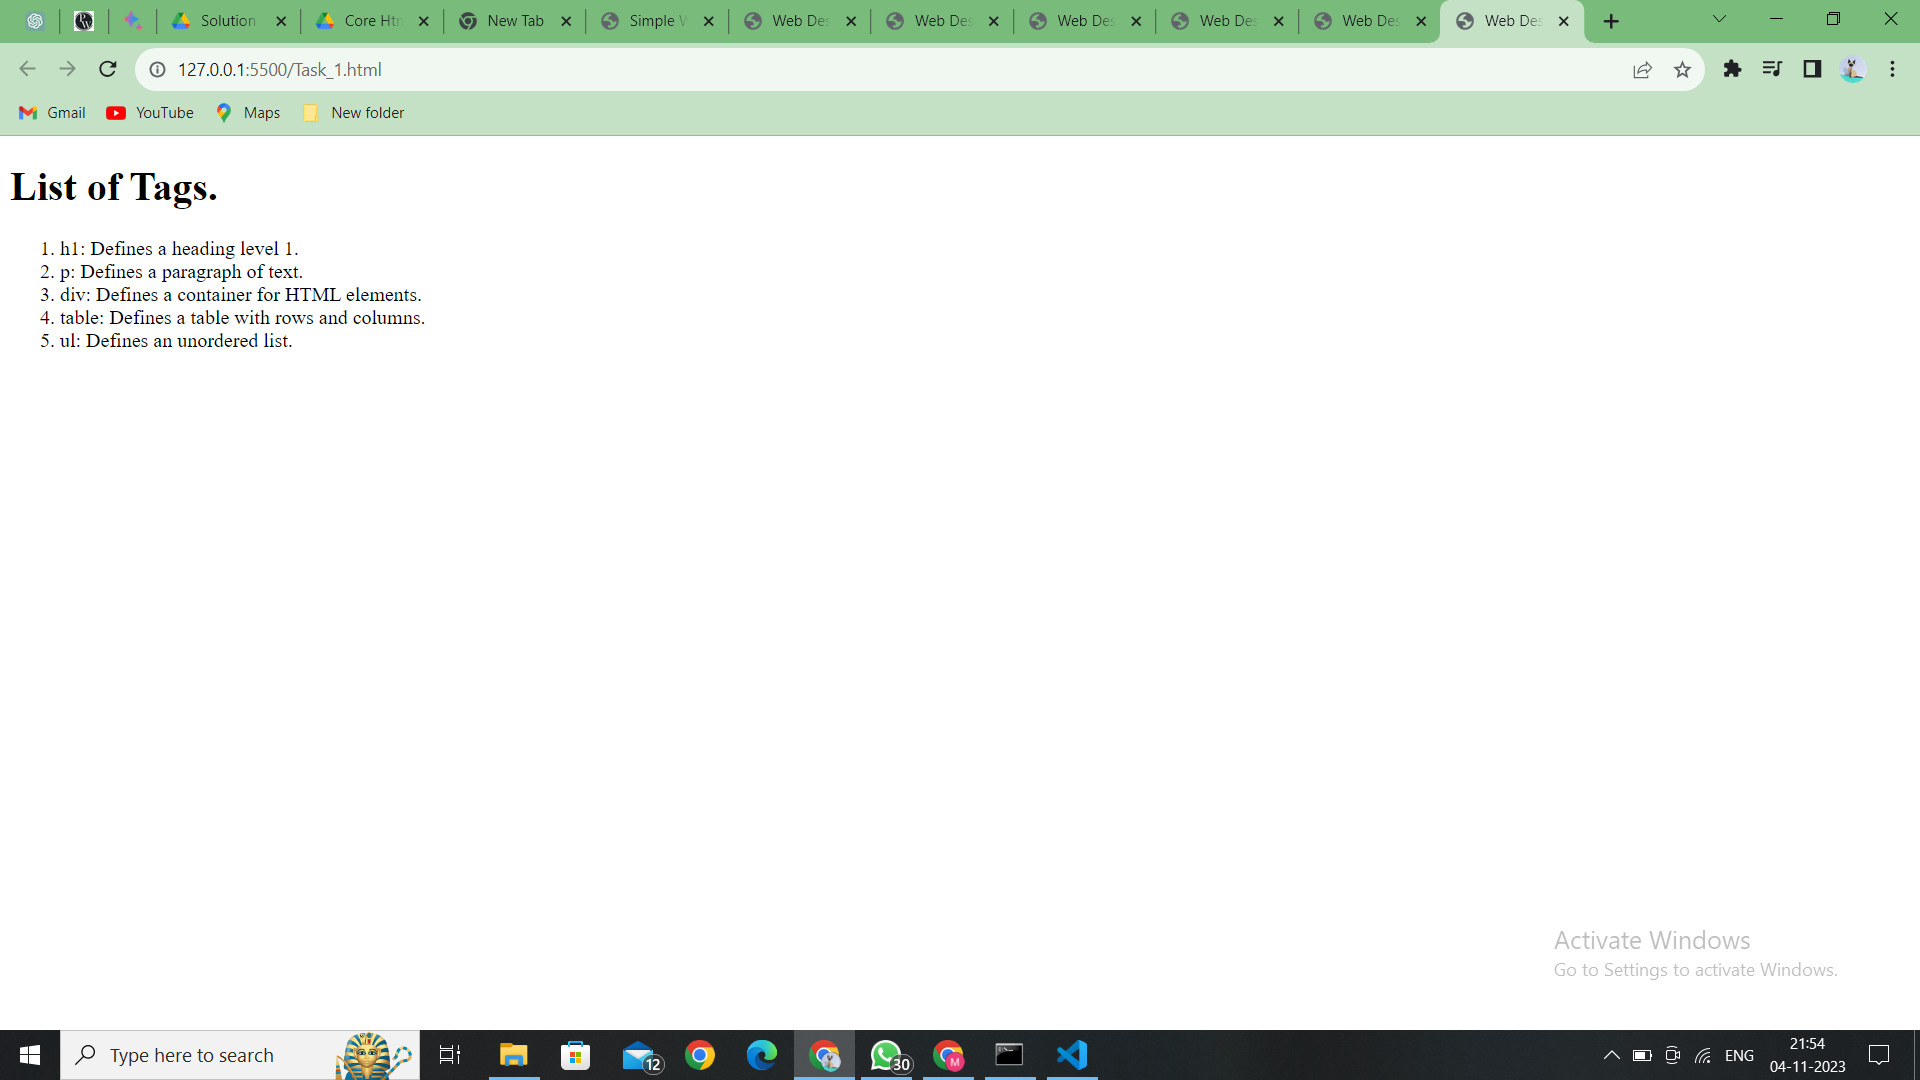 Solution
Core Htm
New Tab
Simple W
Web Des
Web Des
Web Des
Web Des
Web Des
Web Des
127.0.0.1:5500/Task_1.html
Gmail
YouTube
Maps
New folder
List of Tags.
1. h1: Defines a heading level 1.
2. p: Defines a paragraph of text.
3. div: Defines a container for HTML elements.
4. table: Defines a table with rows and columns.
5. ul: Defines an unordered list.
Activate Windows
Go to Settings to activate Windows.
Type here to search
12
30
M
ENG
21:54
04-11-2023